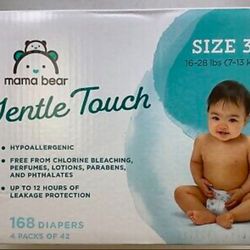 mama bear
Gentle Touch
SIZE 3
16-28 lbs (7-13 k
• HYPOALLERGENIC
• FREE FROM CHLORINE BLEACHING,
PERFUMES, LOTIONS, PARABENS,
AND PHTHALATES
• UP TO 12 HOURS OF
LEAKAGE PROTECTION
168 DIAPERS
4 PACKS OF 42